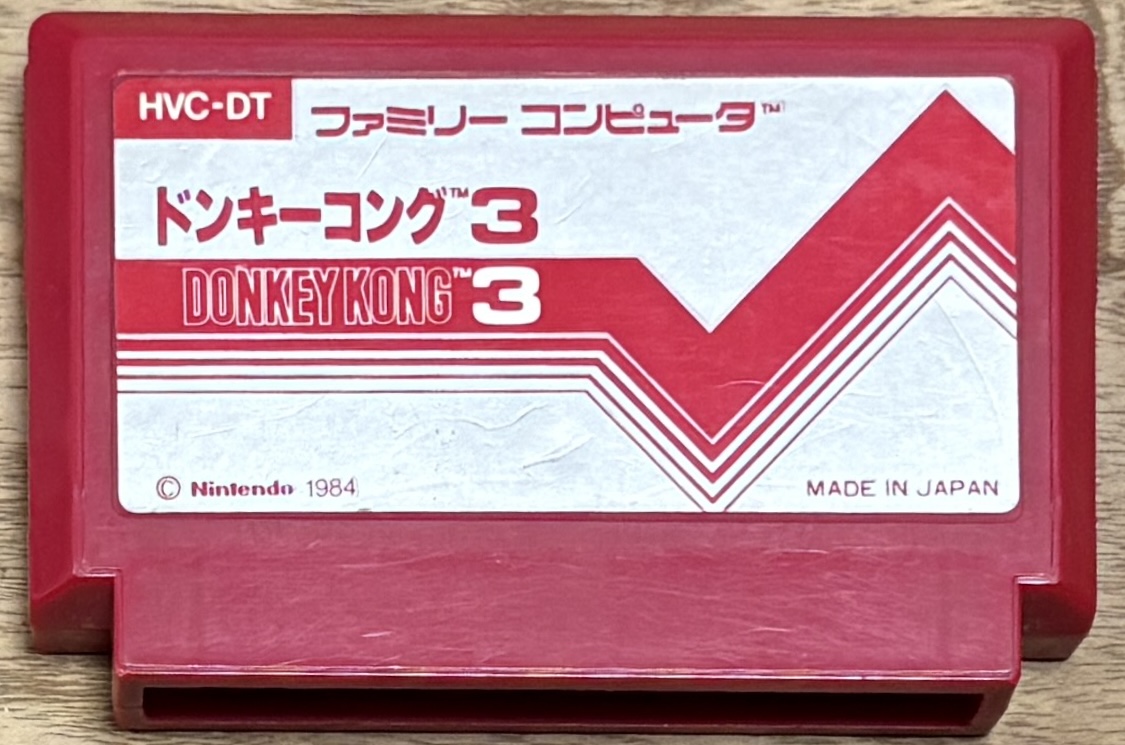 HVC-DT
ファミリー コンピュータ™
ドンキーコング™3
DONKEY KONG™3
© Nintendo 1984
MADE IN JAPAN